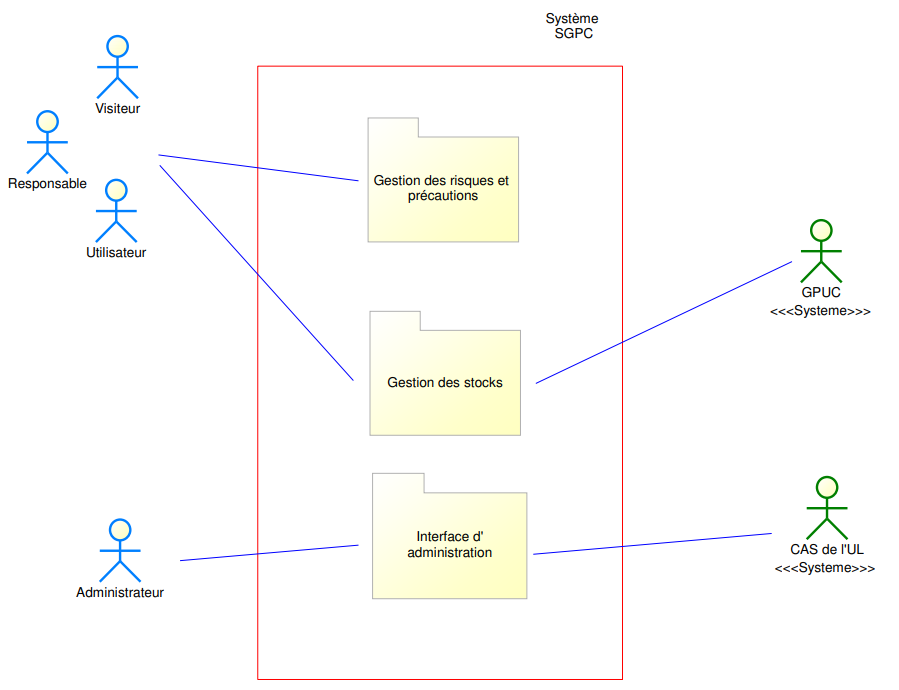 Système
SGPC
Visiteur
Responsable
Utilisateur
Gestion des risques et
précautions
GPUC
<<<Systeme>>>
Gestion des stocks
Interface d'
administration
CAS de l'UL
<<<Systeme>>>
Administrateur